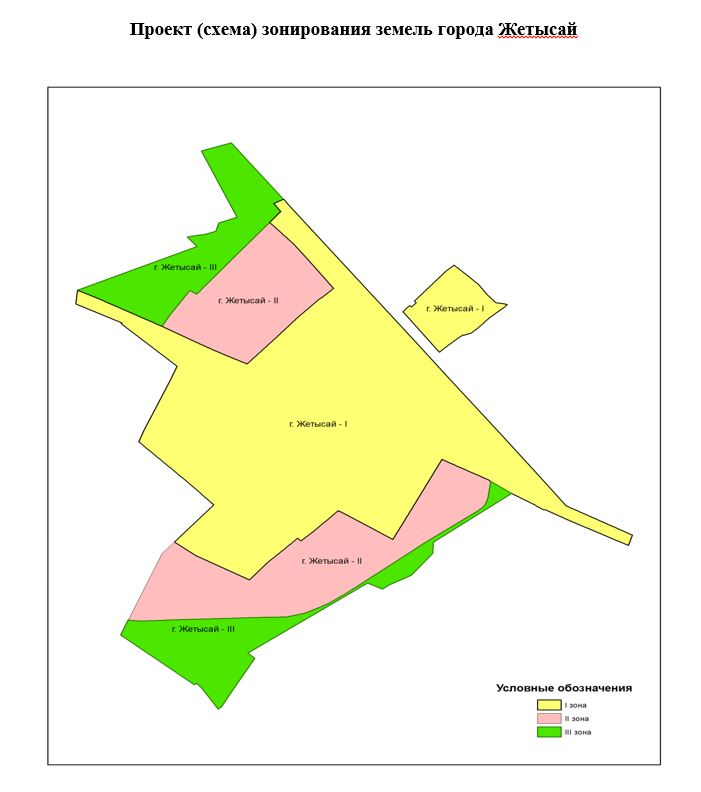 Проект (схема) зонирования земель города Жетысай
г. Жетысай - III
г. Жетысай - II
г. Жетысай - I
г. Жетысай - I
г. Жетысай - II
г. Жетысай - III
Условные обозначения
I зона
II зона
III зона